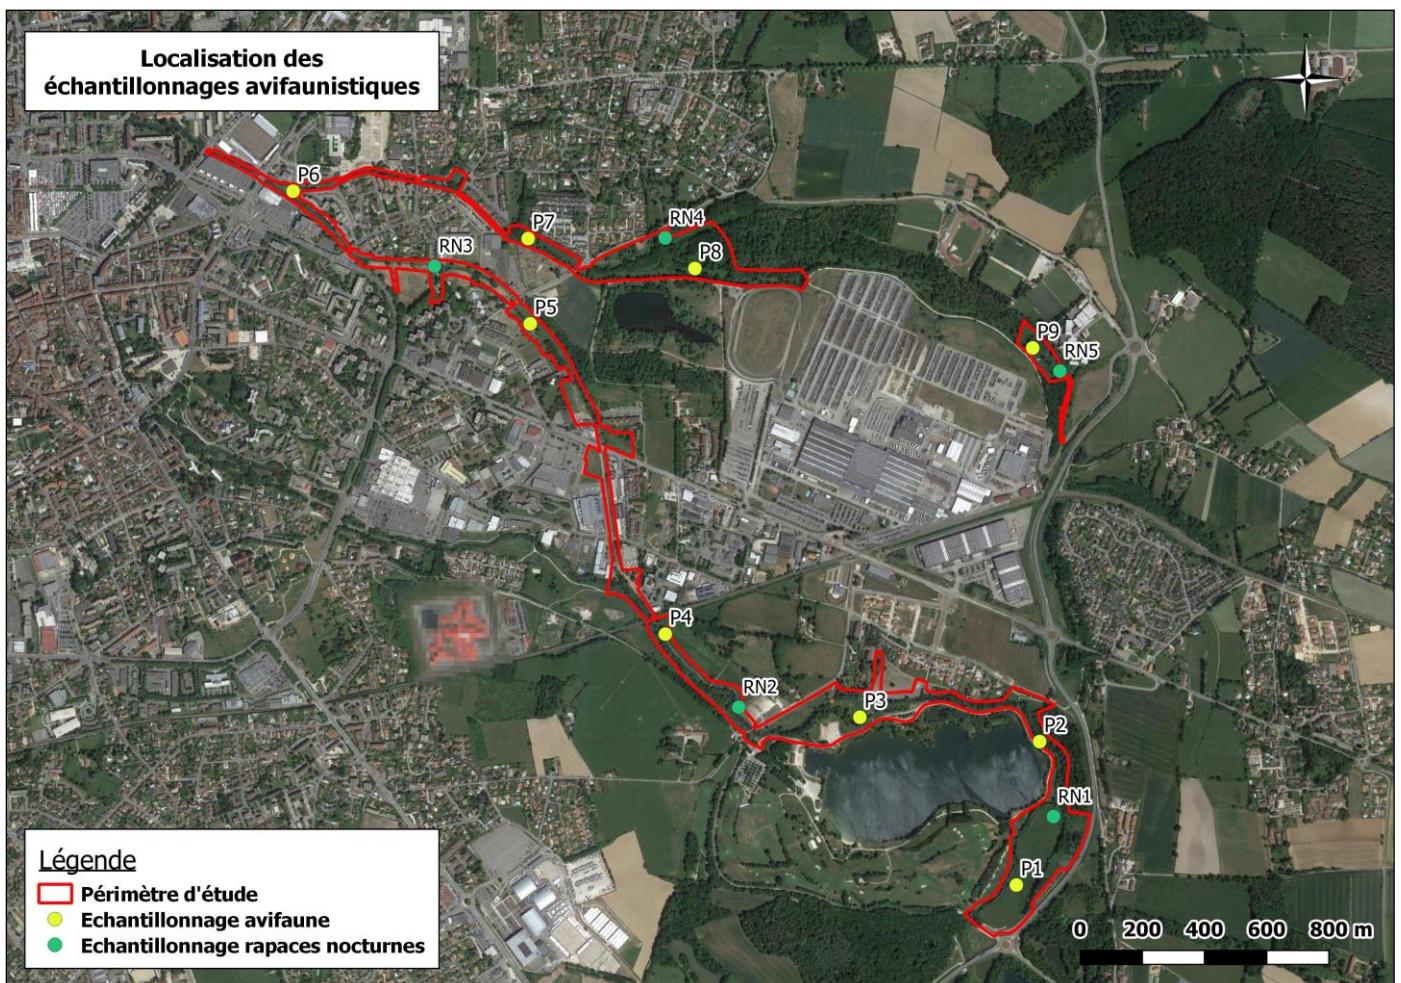 Localisation des
échantillonnages avifaunistiques
P6
P7
RN4
RN3
P8
P5
P9
RN5
P4
RN2
P3
P2
RN1
P1
Légende
Périmètre d'étude
Echantillonnage avifaune
Echantillonnage rapaces nocturnes
0 200 400 600 800 m